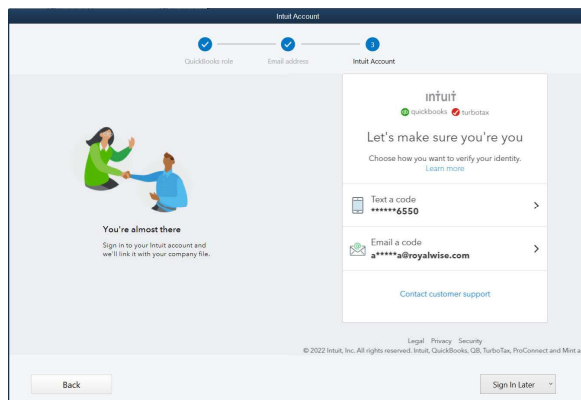 Intuit Account
3
QuickBooks role
Email address
Intuit Account
You're almost there
Sign in to your Intuit account and
we'll link it with your company file.
INTUIT
qb quickbooks turbotax
Let's make sure you're you
Choose how you want to verify your identity.
Learn more
Text a code
******6550
Email a code
a*****a@royalwise.com
Contact customer support
Legal Privacy Security
© 2022 Intuit, Inc. All rights reserved. Intuit, QuickBooks, QB, TurboTax, ProConnect and Mint a
Back
Sign In Later